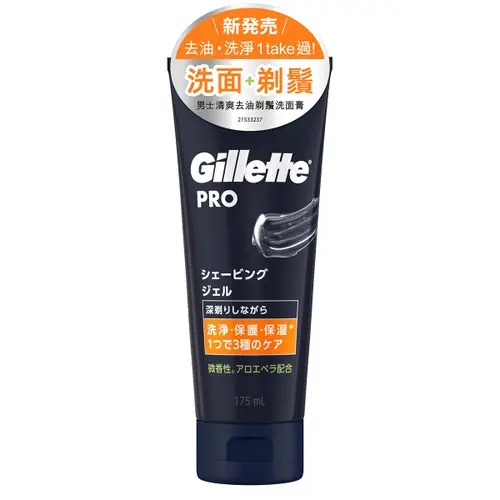 新発売
去油・洗淨1take過!
洗面+剃鬚
男士清爽去油剃鬚洗面膏
21533237
Gillette®
PRO
シェービング
ジェル
深剃りしながら
洗浄・保護・保湿*
1つで3種のケア
微香性。アロエベラ配合
175 mL